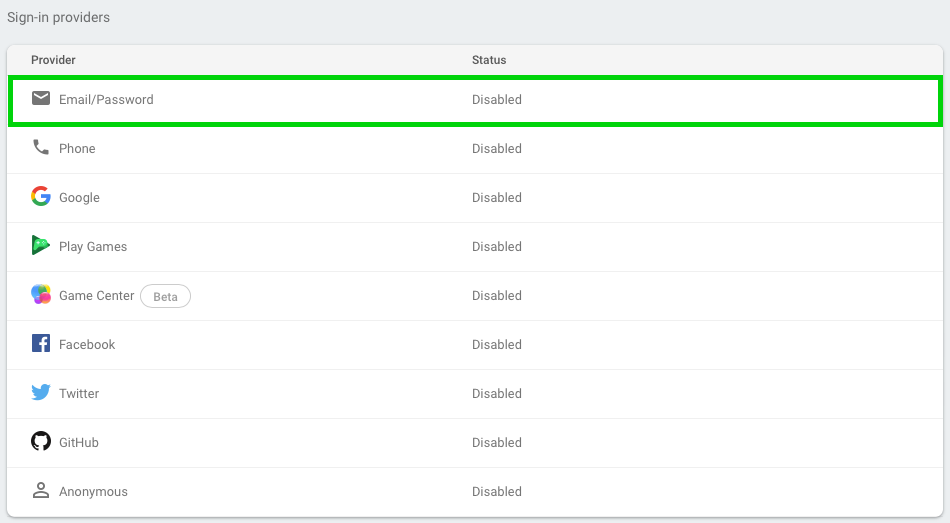 Sign-in providers
Provider Status
Email/Password Disabled
Phone Disabled
Google Disabled
Play Games Disabled
Game Center Beta Disabled
Facebook Disabled
Twitter Disabled
GitHub Disabled
Anonymous Disabled